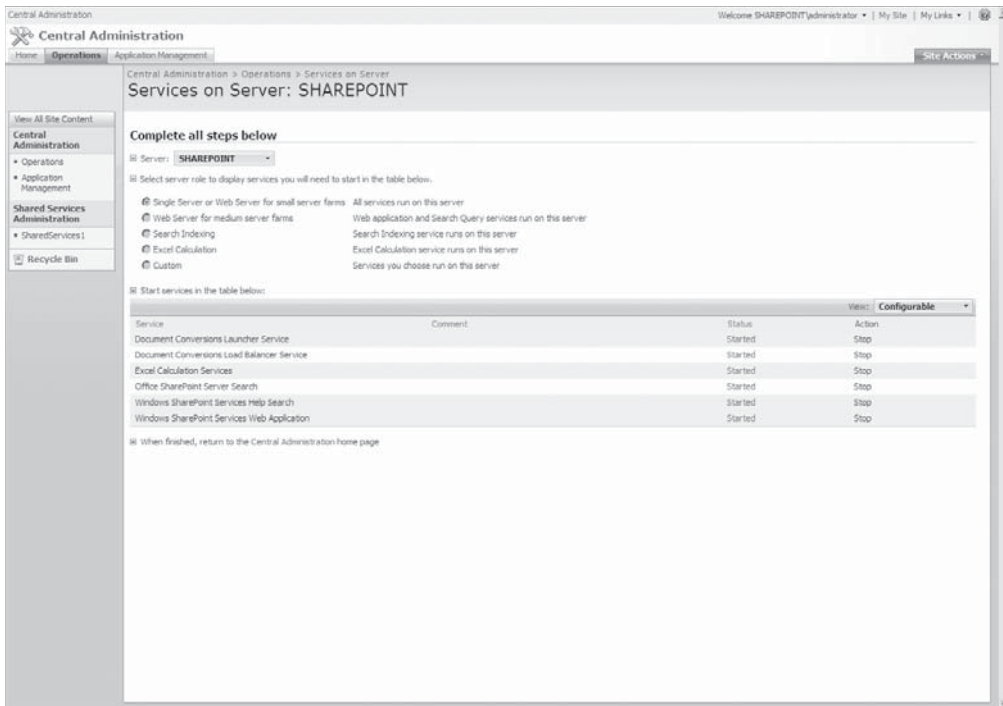 Central Administration
Welcome SHAREPOINT\administrator | My Site | My Links |
Central Administration
Home Operations Application Management
Site Actions
Central Administration > Operations > Services on Server
Services on Server: SHAREPOINT
View All Site Content
Central Administration
Operations
Application Management
Shared Services Administration
SharedServices1
Recycle Bin
Complete all steps below
Server: SHAREPOINT
Select server role to display services you will need to start in the table below.
Single Server or Web Server for small server farms All services run on this server
Web Server for medium server farms Web application and Search Query services run on this server
Search Indexing Search Indexing service runs on this server
Excel Calculation Excel Calculation service runs on this server
Custom Services you choose run on this server
Start services in the table below:
View: Configurable
Service Comment Status Action
Document Conversions Launcher Service Started Stop
Document Conversions Load Balancer Service Started Stop
Excel Calculation Services Started Stop
Office SharePoint Server Search Started Stop
Windows SharePoint Services Help Search Started Stop
Windows SharePoint Services Web Application Started Stop
When finished, return to the Central Administration home page